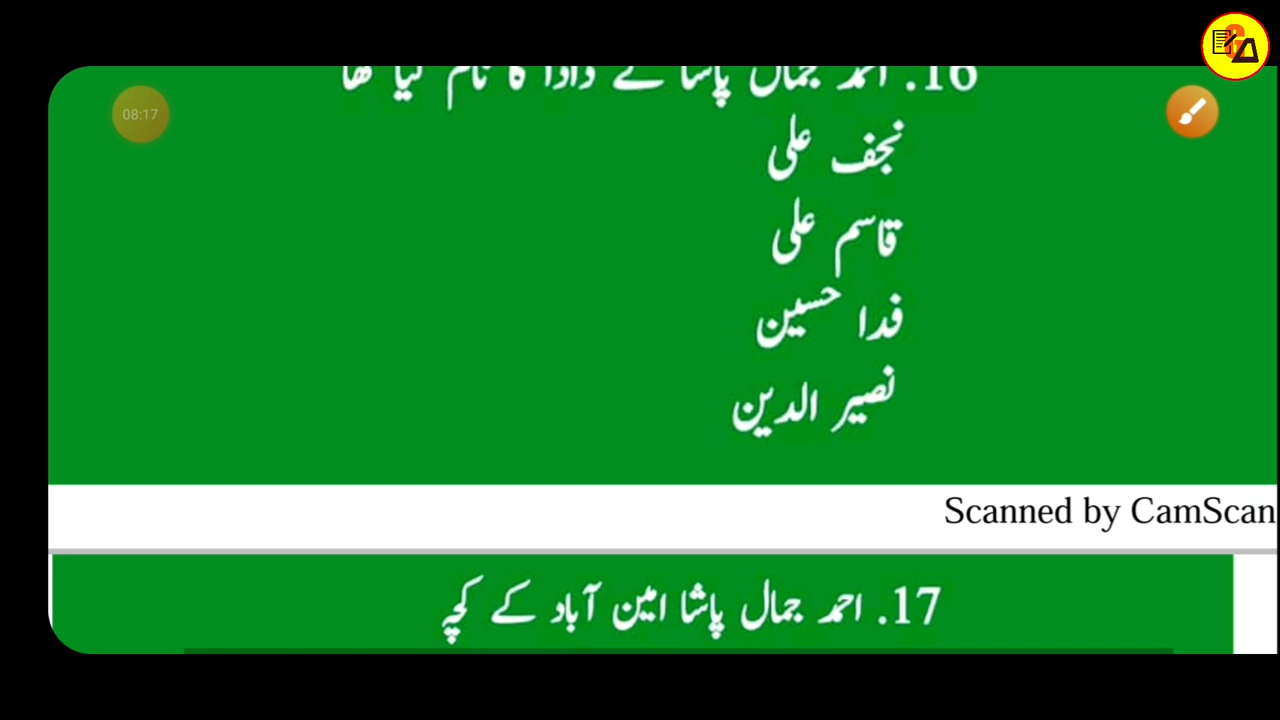 16. احمد جمال پاشا کے دادا کا نام کیا تھا
08:17
نجف علی
قاسم علی
فدا حسین
نصیر الدین
Scanned by CamScan
17. احمد جمال پاشا امین آباد کے کچھ